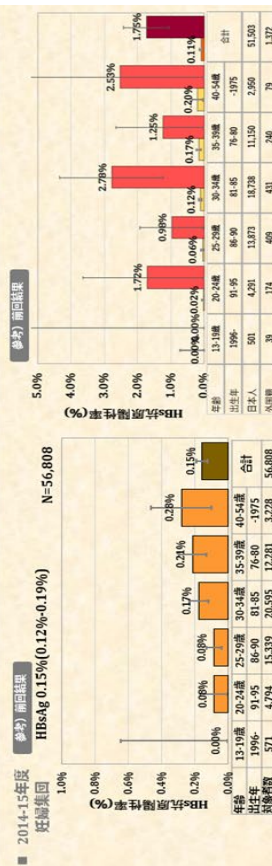 ■ 2014-15年度
妊婦集団
参考）前回結果
HBsAg 0.15%(0.12%-0.19%)
N=56,808
HBs抗原陽性率(%)
1.0%
0.8%
0.6%
0.4%
0.2%
0.0%
0.00%
0.08%
0.08%
0.17%
0.21%
0.28%
0.15%
年齢 13-19歳 20-24歳 25-29歳 30-34歳 35-39歳 40-54歳 合計
出生年 1996- 91-95 86-90 81-85 76-80 -1975
対象者数 571 4,794 15,339 20,595 12,281 3,228 56,808
参考）前回結果
HBs抗原陽性率(%)
5.0%
4.0%
3.0%
2.0%
1.0%
0.0%
0.00%
0.00%
0.02%
1.72%
0.06%
0.98%
0.12%
2.78%
0.17%
1.25%
0.20%
2.53%
0.11%
1.75%
年齢 13-19歳 20-24歳 25-29歳 30-34歳 35-39歳 40-54歳 合計
出生年 1996- 91-95 86-90 81-85 76-80 -1975
日本人 501 4,291 13,873 18,738 11,150 2,950 51,503
外国籍 39 174 409 431 240 79 1,372